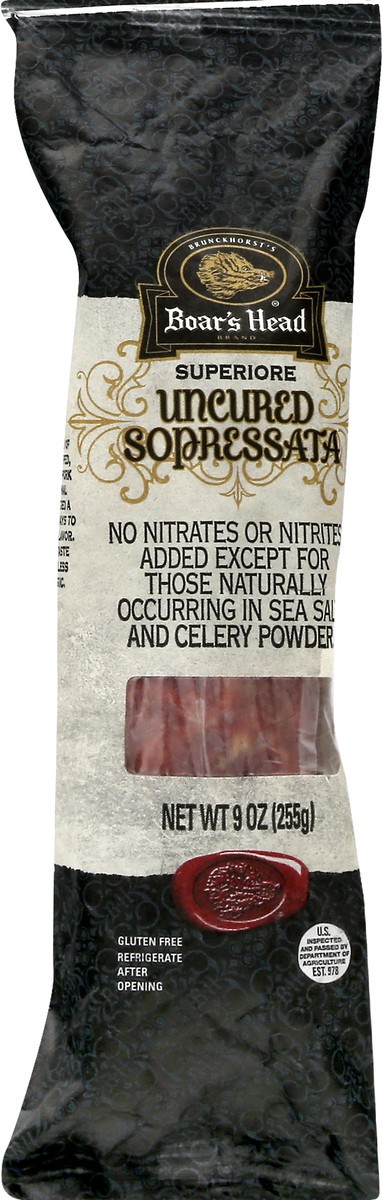 BRUNCKHORST'S
Boar's Head
BRAND
SUPERIORE
UNCURED
SOPRESSATA
NO NITRATES OR NITRITES
ADDED EXCEPT FOR
THOSE NATURALLY
OCCURRING IN SEA SAL
AND CELERY POWDER
NET WT 9 OZ (255g)
GLUTEN FREE
REFRIGERATE
AFTER
OPENING
U.S.
INSPECTED
AND PASSED BY
DEPARTMENT OF
AGRICULTURE
EST. 978